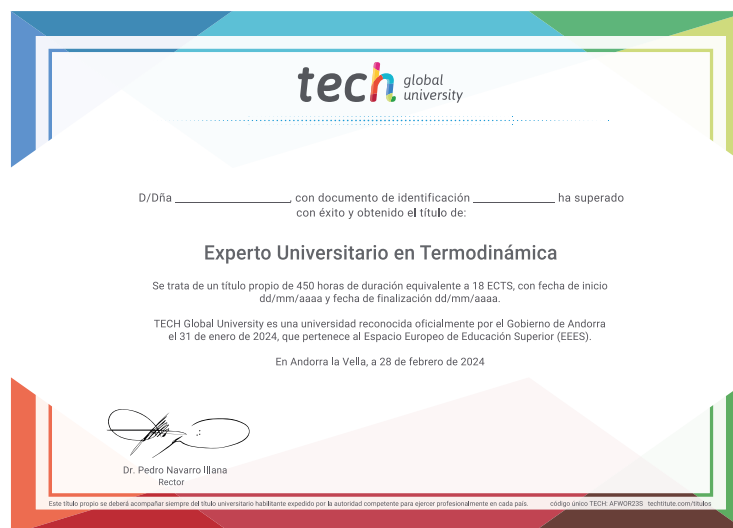 tech global university
D/Dña ____________________, con documento de identificación ______________ ha superado
con éxito y obtenido el título de:
Experto Universitario en Termodinámica
Se trata de un título propio de 450 horas de duración equivalente a 18 ECTS, con fecha de inicio
dd/mm/aaaa y fecha de finalización dd/mm/aaaa.
TECH Global University es una universidad reconocida oficialmente por el Gobierno de Andorra
el 31 de enero de 2024, que pertenece al Espacio Europeo de Educación Superior (EEES).
En Andorra la Vella, a 28 de febrero de 2024
Dr. Pedro Navarro Illana
Rector
Este título propio se deberá acompañar siempre del título universitario habilitante expedido por la autoridad competente para ejercer profesionalmente en cada país. código único TECH: AFWOR23S techtitute.com/titulos